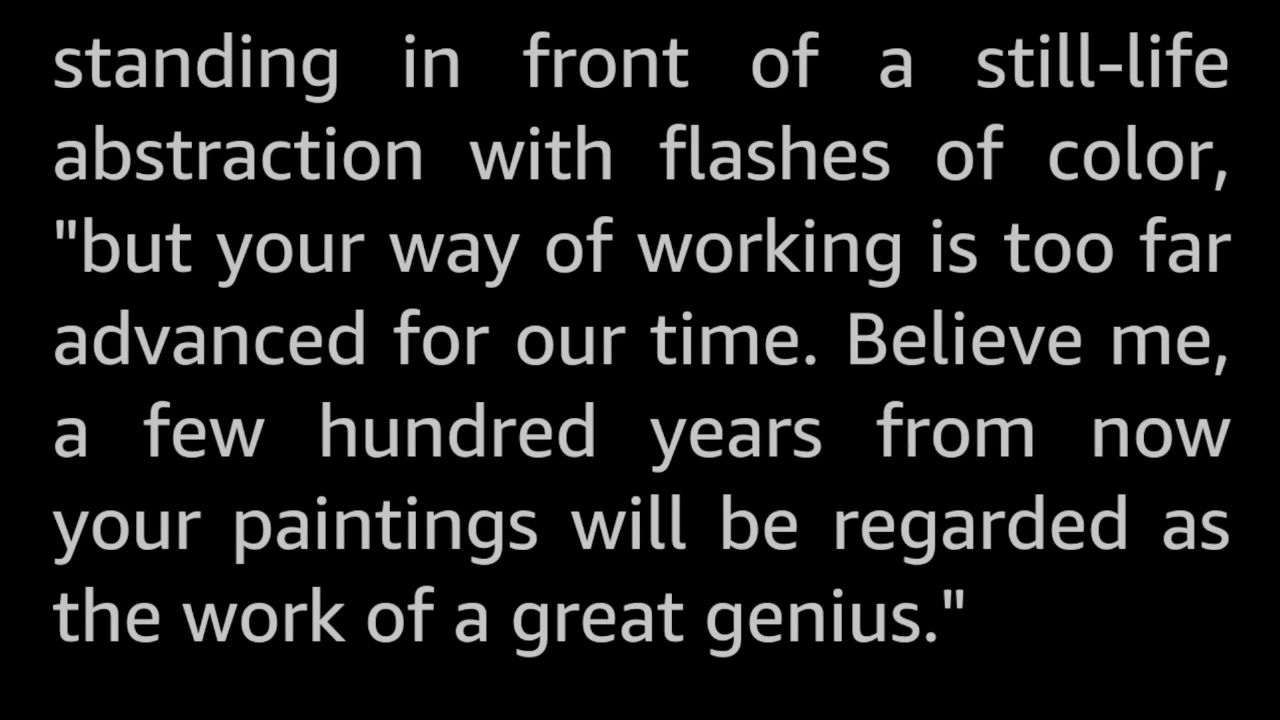 standing in front of a still-life
abstraction with flashes of color,
"but your way of working is too far
advanced for our time. Believe me,
a few hundred years from now
your paintings will be regarded as
the work of a great genius."